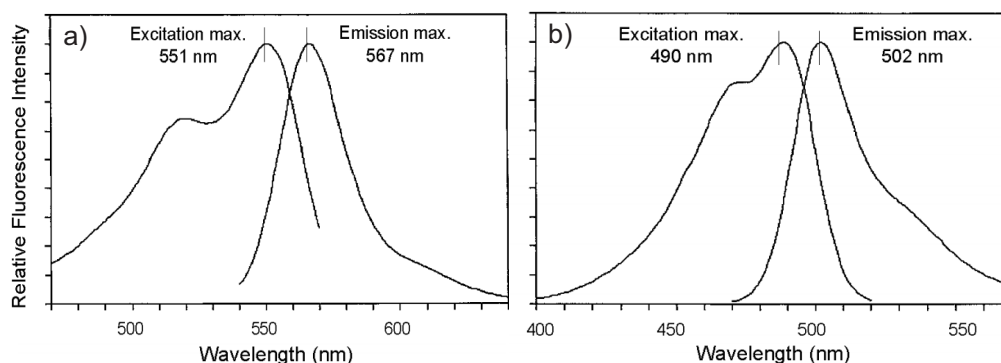 a)
Excitation max.
551 nm
Emission max.
567 nm
Relative Fluorescence Intensity
500
550
600
Wavelength (nm)
b)
Excitation max.
490 nm
Emission max.
502 nm
400
450
500
550
Wavelength (nm)